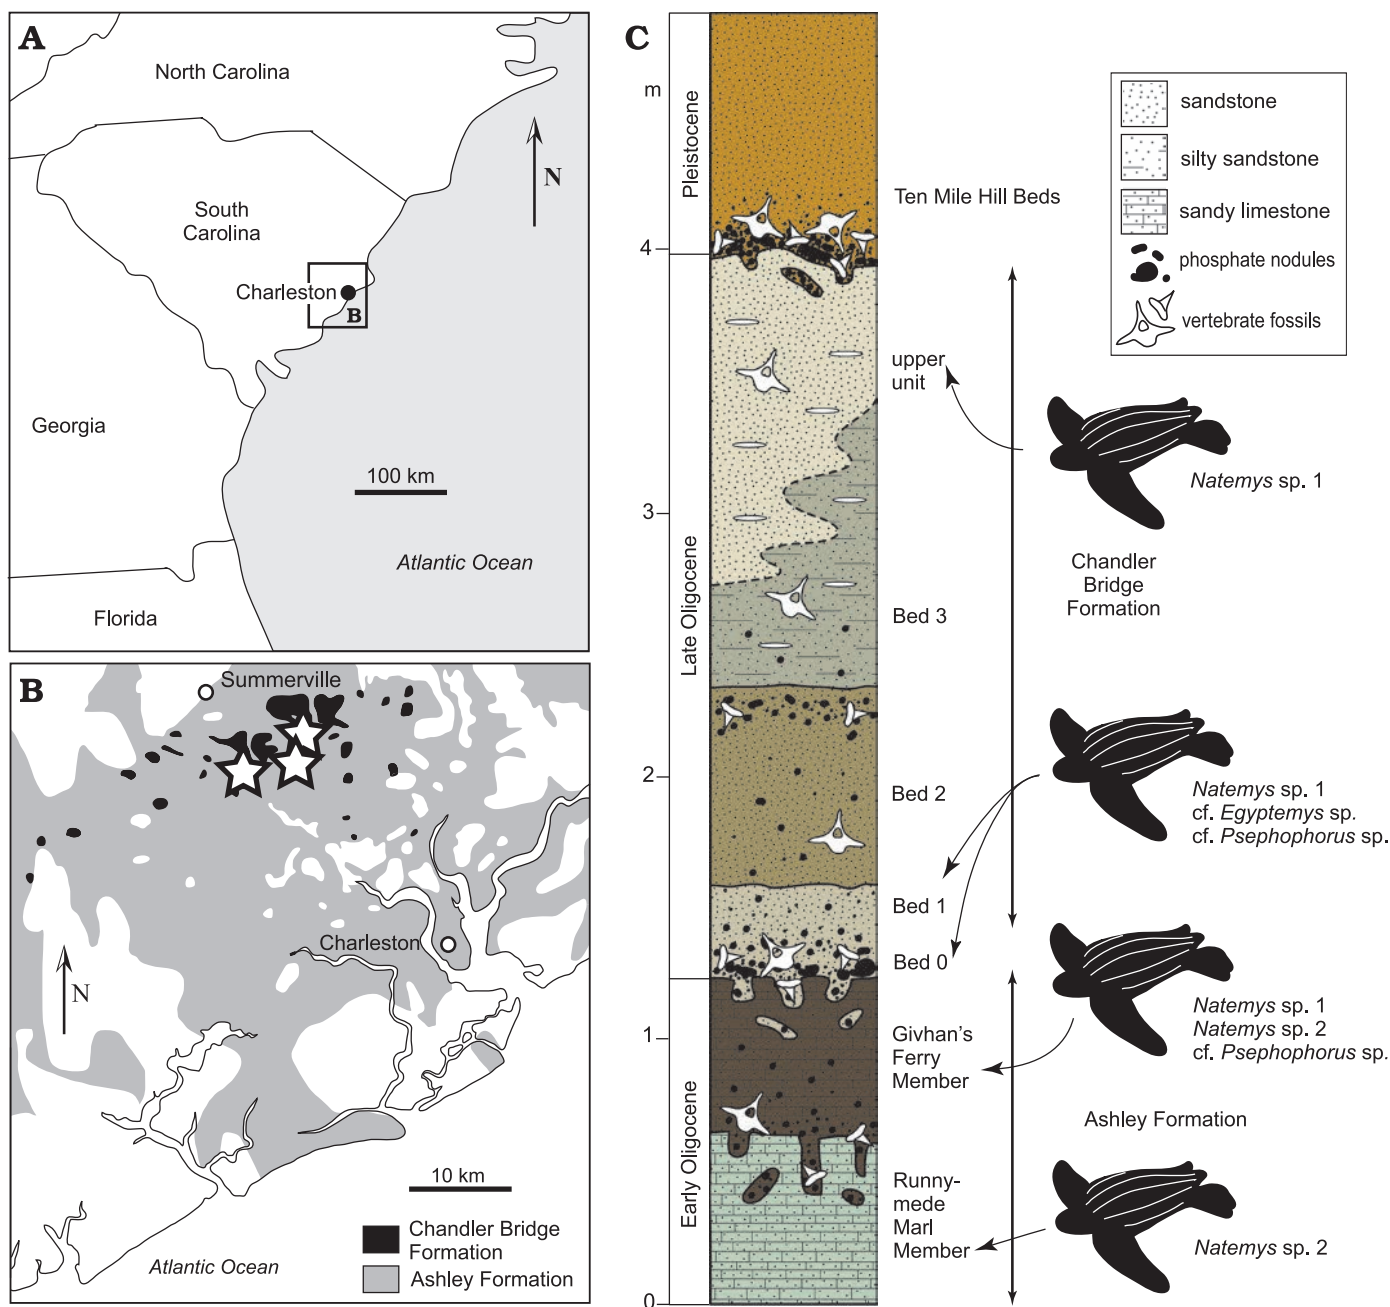 A
North Carolina
South
Carolina
N
Charleston
B
Georgia
100 km
Atlantic Ocean
Florida
B
Summerville
Charleston
N
10 km
Chandler Bridge
Formation
Ashley Formation
Atlantic Ocean
C
m
4
3
2
1
0
Pleistocene
Late Oligocene
Early Oligocene
Ten Mile Hill Beds
upper
unit
Bed 3
Bed 2
Bed 1
Bed 0
Givhan's
Ferry
Member
Runny-
mede
Marl
Member
sandstone
silty sandstone
sandy limestone
phosphate nodules
vertebrate fossils
Natemys sp. 1
Chandler
Bridge
Formation
Natemys sp. 1
cf. Egyptemys sp.
cf. Psephophorus sp.
Natemys sp. 1
Natemys sp. 2
cf. Psephophorus sp.
Ashley Formation
Natemys sp. 2